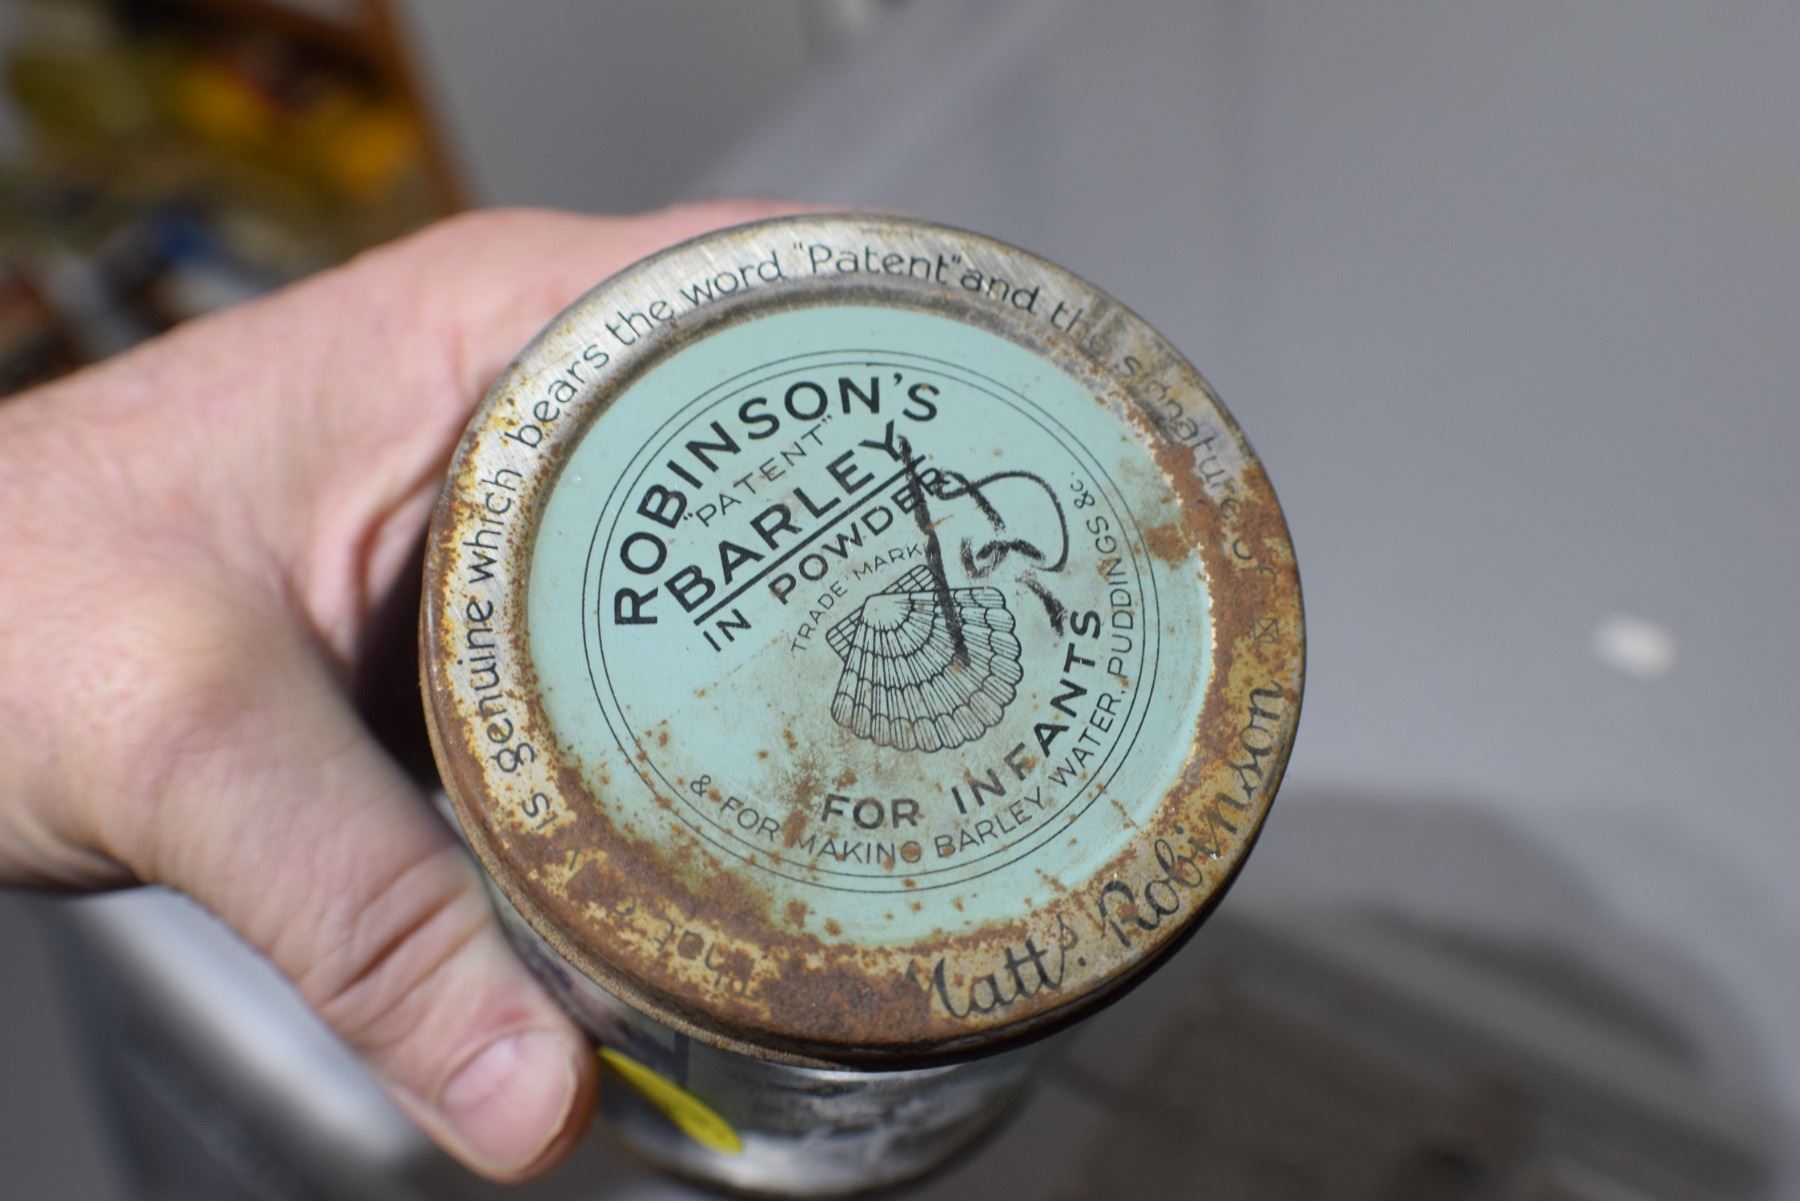 ROBINSON'S
"PATENT"
BARLEY
IN POWDER
TRADE MARK
FOR INFANTS
& FOR MAKING BARLEY WATER, PUDDINGS &c.
That
is genuine which bears the word "Patent" and the signature
Matt.s Robinson